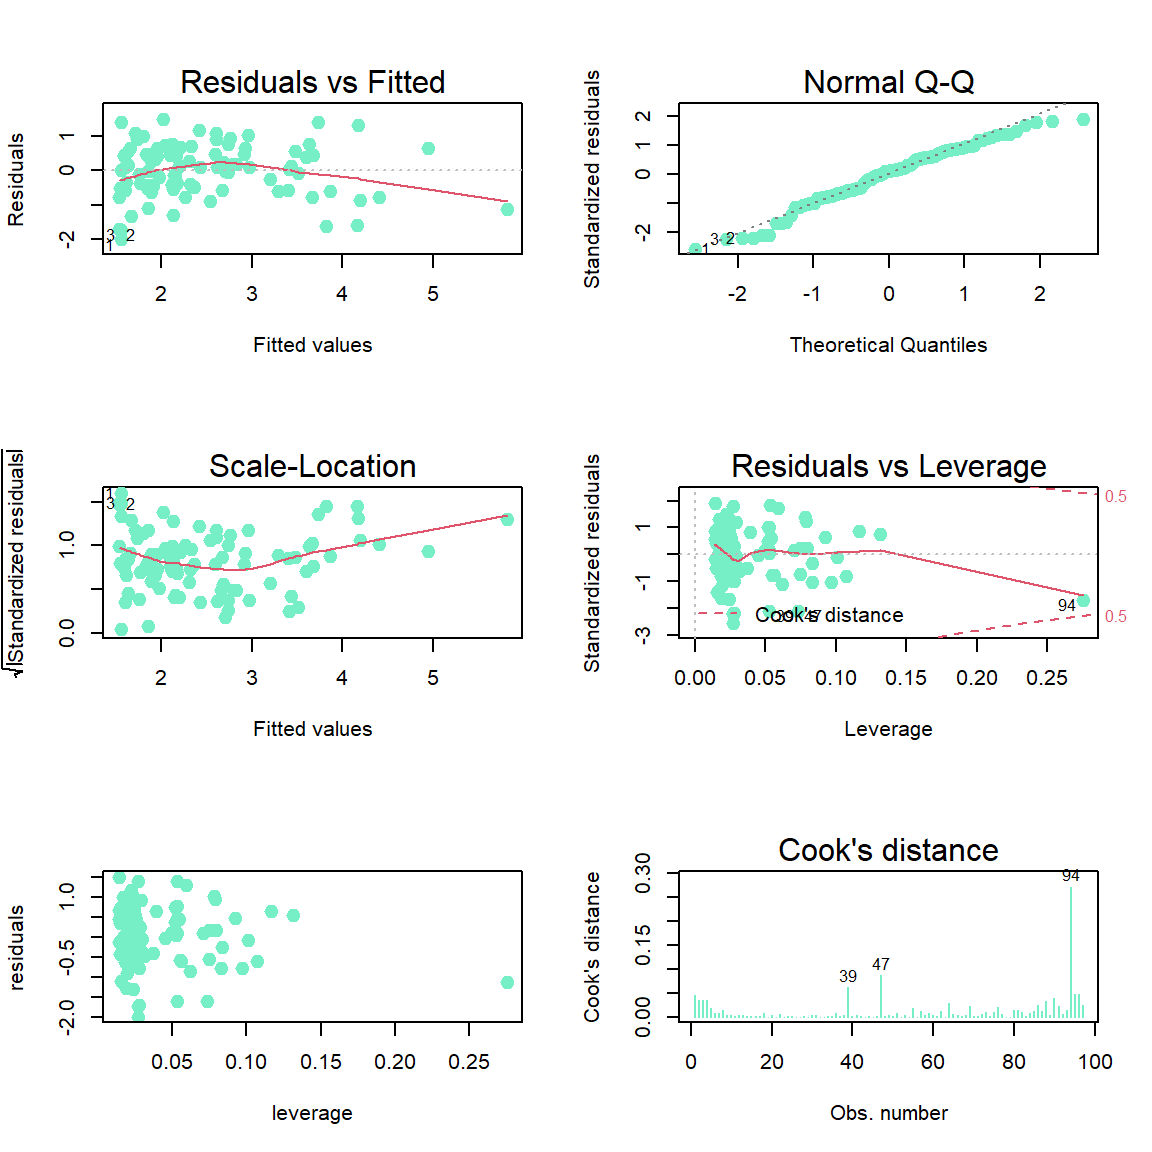 Residuals vs Fitted
Residuals
1
0
-2
3 2
1
2 3 4 5
Fitted values
Normal Q-Q
Standardized residuals
2
0
-2
3 2
1
-2 -1 0 1 2
Theoretical Quantiles
Scale-Location
√|Standardized residuals|
1.0
0.0
1
3 2
2 3 4 5
Fitted values
Residuals vs Leverage
Standardized residuals
1
-1
-3
0.5
0.5
94
Cook's distance
39 47
0.00 0.05 0.10 0.15 0.20 0.25
Leverage
residuals
1.0
-0.5
-2.0
0.05 0.10 0.15 0.20 0.25
leverage
Cook's distance
Cook's distance
0.30
0.15
0.00
94
47
39
0 20 40 60 80 100
Obs. number